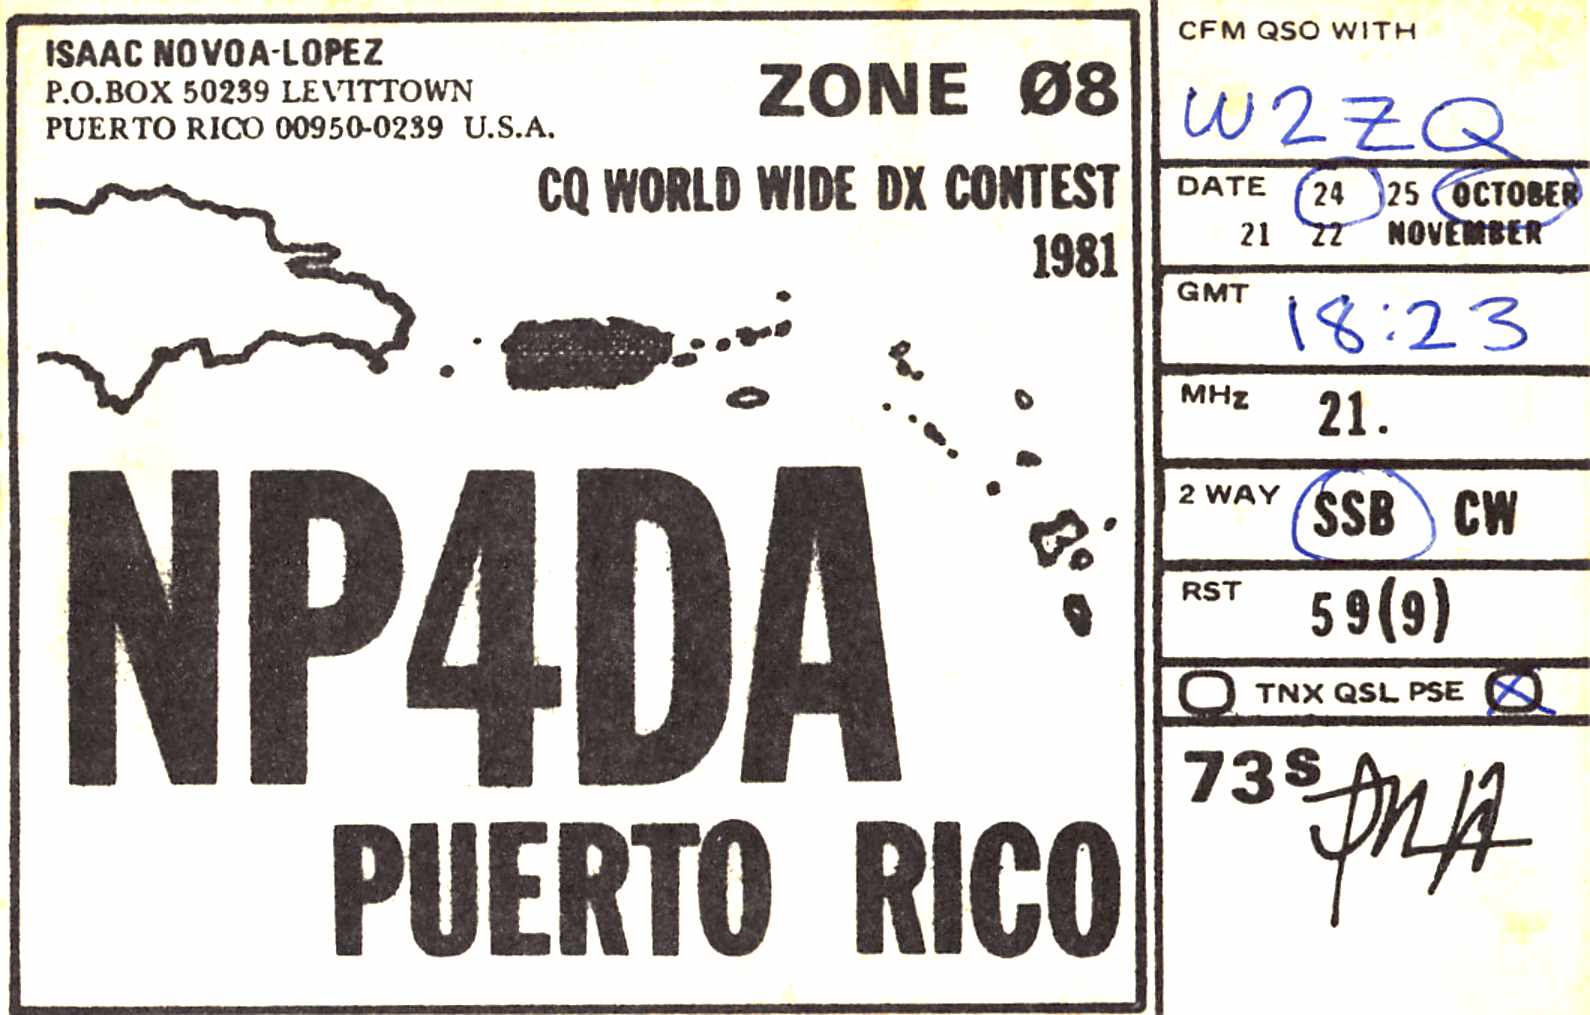 ISAAC NOVOA-LOPEZ
P.O.BOX 50239 LEVITTOWN
PUERTO RICO 00950-0239 U.S.A.
ZONE Ø8
CQ WORLD WIDE DX CONTEST
1981
NP4DA
PUERTO RICO
CFM QSO WITH
W2ZQ
DATE 24 25 OCTOBER
21 22 NOVEMBER
GMT 18:23
MHz 21.
2 WAY SSB CW
RST 59(9)
TNX QSL PSE
73s